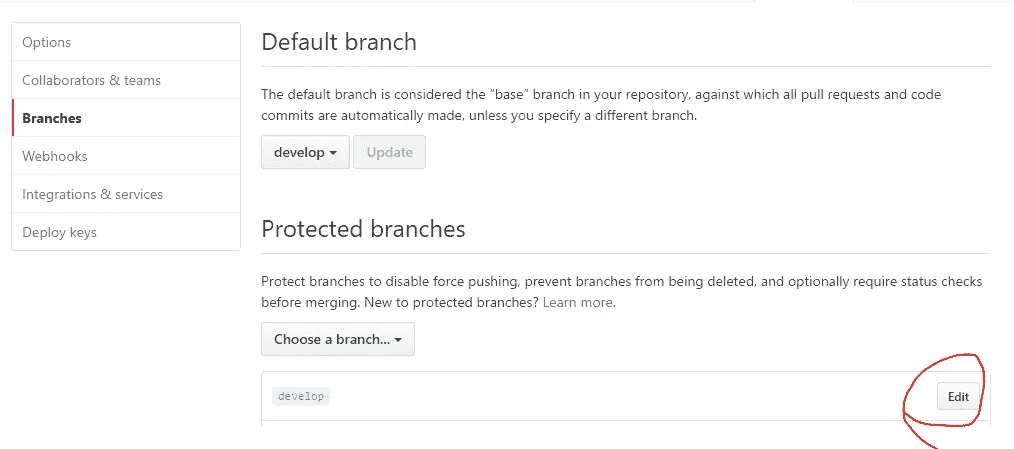 Options
Collaborators & teams
Branches
Webhooks
Integrations & services
Deploy keys
Default branch
The default branch is considered the “base” branch in your repository, against which all pull requests and code
commits are automatically made, unless you specify a different branch.
develop
Update
Protected branches
Protect branches to disable force pushing, prevent branches from being deleted, and optionally require status checks
before merging. New to protected branches? Learn more.
Choose a branch...
develop
Edit